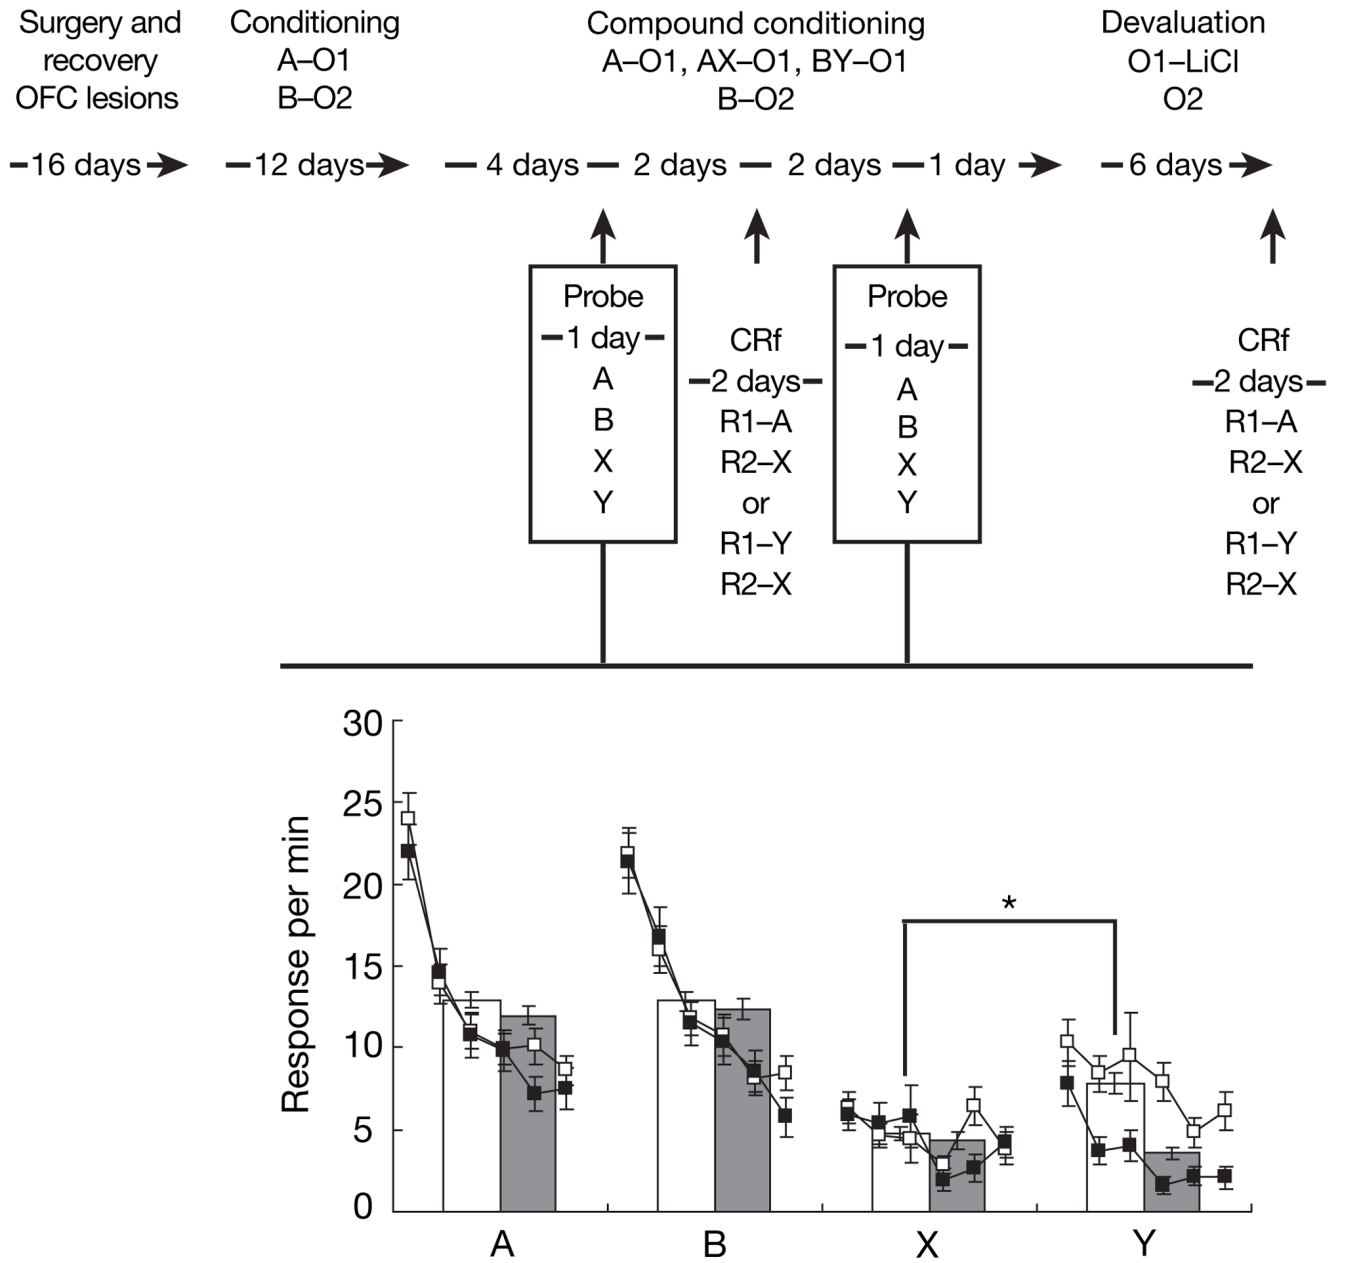 Surgery and
recovery
OFC lesions
Conditioning
A–O1
B–O2
Compound conditioning
A–O1, AX–O1, BY–O1
B–O2
Devaluation
O1–LiCl
O2
16 days
12 days
4 days
2 days
2 days
1 day
6 days
Probe
1 day
A
B
X
Y
CRf
2 days
R1–A
R2–X
or
R1–Y
R2–X
Probe
1 day
A
B
X
Y
CRf
2 days
R1–A
R2–X
or
R1–Y
R2–X
Response per min
30
25
20
15
10
5
0
*
A
B
X
Y